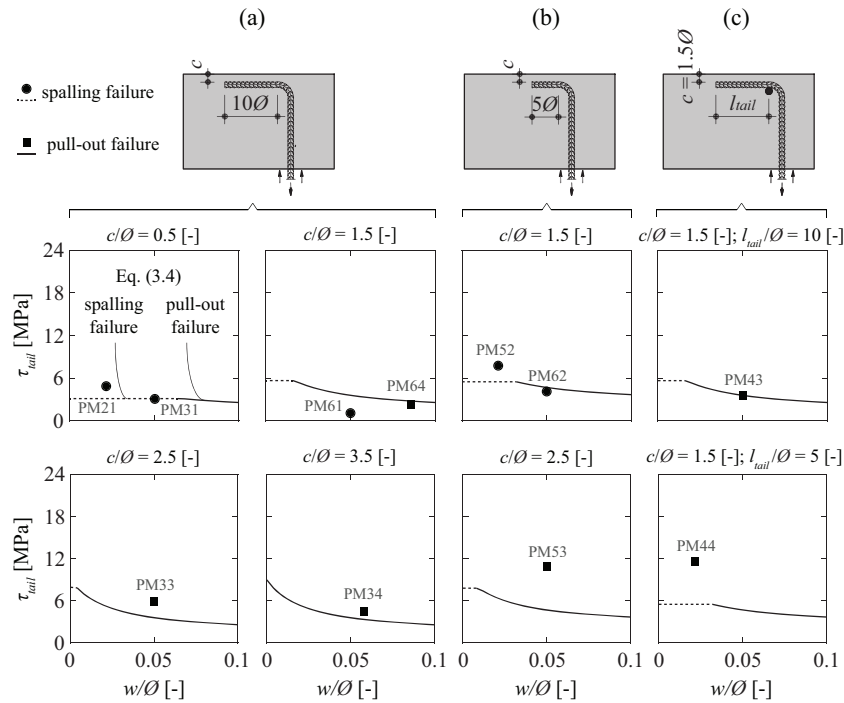 (a) (b) (c)
c c c = 1.5Ø
spalling failure
10Ø 5Ø l_tail
pull-out failure
c/Ø = 0.5 [-] c/Ø = 1.5 [-] c/Ø = 1.5 [-] c/Ø = 1.5 [-]; l_tail/Ø = 10 [-]
24
18
12
6
0
τ_tail [MPa]
Eq. (3.4)
spalling failure
pull-out failure
PM21 PM31
PM61 PM64
PM52 PM62
PM43
c/Ø = 2.5 [-] c/Ø = 3.5 [-] c/Ø = 2.5 [-] c/Ø = 1.5 [-]; l_tail/Ø = 5 [-]
24
18
12
6
0
τ_tail [MPa]
PM33 PM34 PM53 PM44
0 0.05 0.1 0 0.05 0.1 0 0.05 0.1 0 0.05 0.1
w/Ø [-] w/Ø [-] w/Ø [-] w/Ø [-]